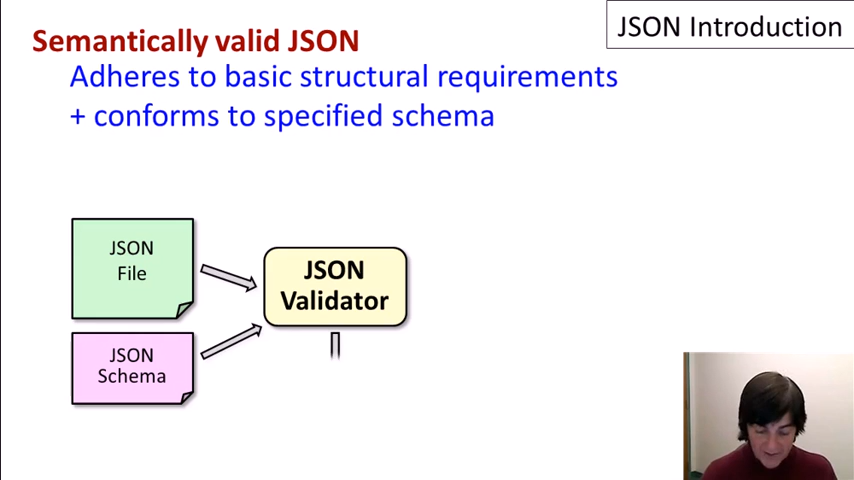 JSON Introduction
Semantically valid JSON
Adheres to basic structural requirements
+ conforms to specified schema
JSON
File
JSON
Validator
JSON
Schema